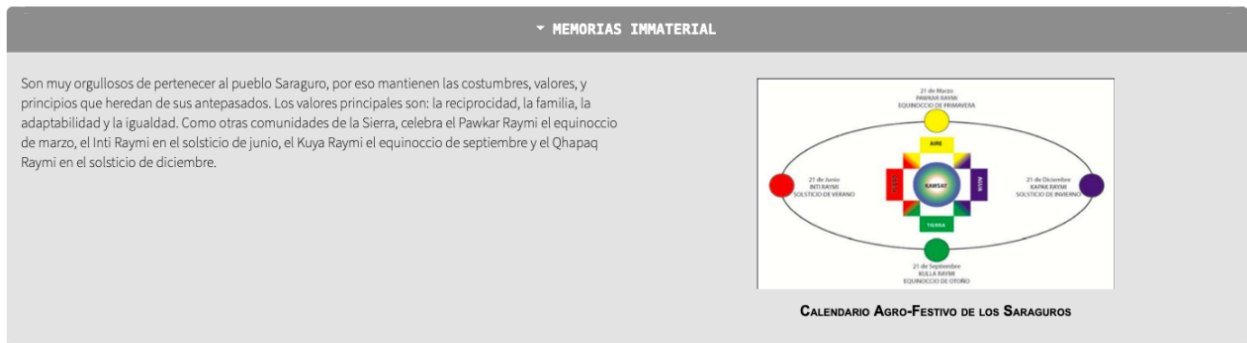 MEMORIAS IMMATERIAL
Son muy orgullosos de pertenecer al pueblo Saraguro, por eso mantienen las costumbres, valores, y
principios que heredan de sus antepasados. Los valores principales son: la reciprocidad, la familia, la
adaptabilidad y la igualdad. Como otras comunidades de la Sierra, celebra el Pawkar Raymi el equinoccio
de marzo, el Inti Raymi en el solsticio de junio, el Kuya Raymi el equinoccio de septiembre y el Qhapaq
Raymi en el solsticio de diciembre.
21 de Marzo
PAWKAR RAYMI
EQUINOCCIO DE PRIMAVERA
AIRE
21 de Junio
INTI RAYMI
SOLSTICIO DE VERANO
KAWSAY
AGUA
21 de Diciembre
KAPAK RAYMI
SOLSTICIO DE INVIERNO
TIERRA
21 de Septiembre
KULLA RAYMI
EQUINOCCIO DE OTOÑO
CALENDARIO AGRO-FESTIVO DE LOS SARAGUROS